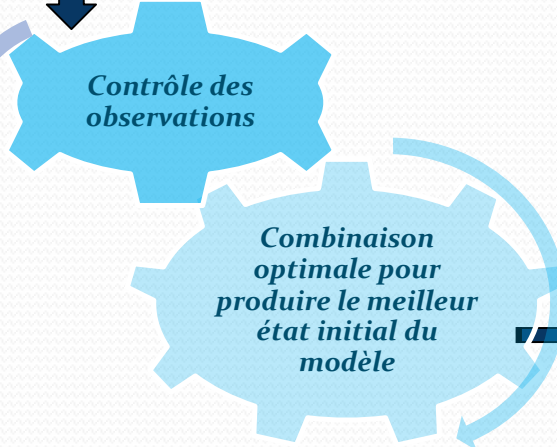 Contrôle des
observations
Combinaison
optimale pour
produire le meilleur
état initial du
modèle